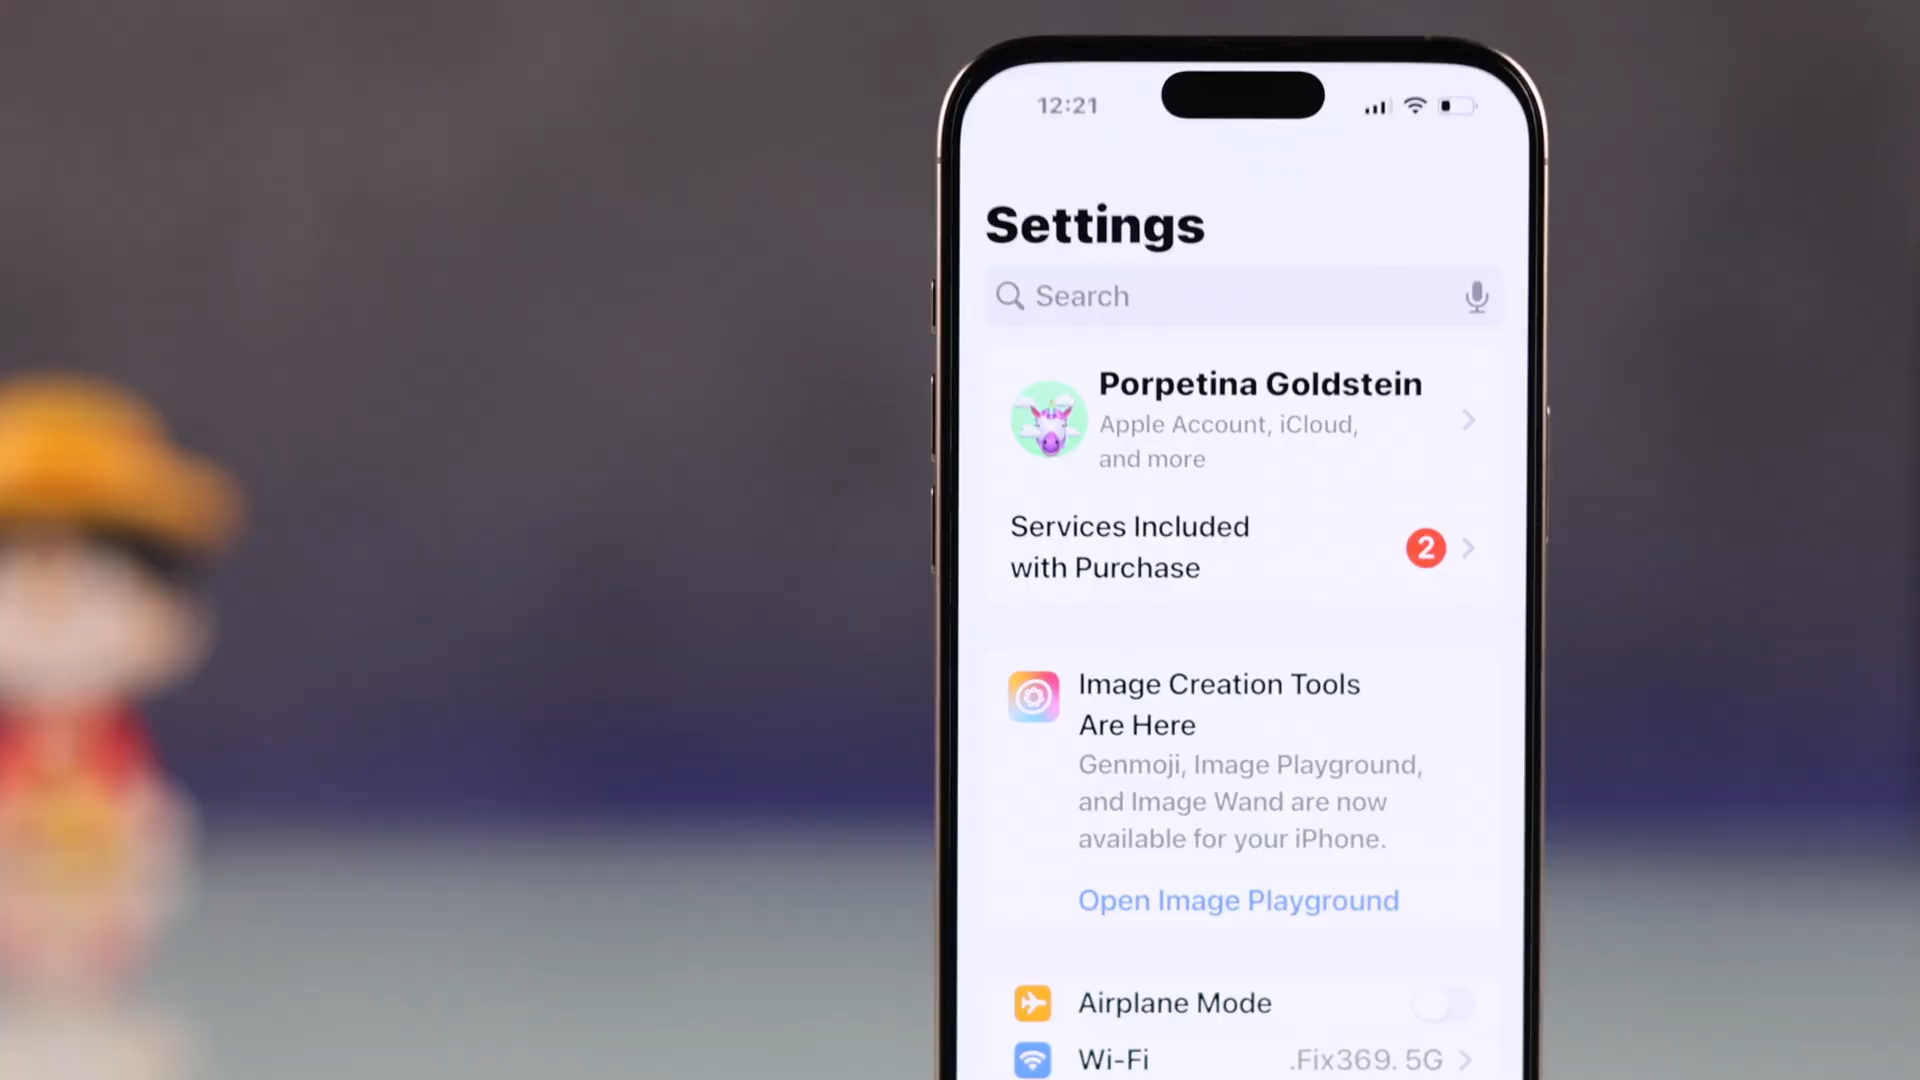 12:21
Settings
Search
Porpetina Goldstein
Apple Account, iCloud,
and more
Services Included
with Purchase
2
Image Creation Tools
Are Here
Genmoji, Image Playground,
and Image Wand are now
available for your iPhone.
Open Image Playground
Airplane Mode
Wi-Fi
.Fix369. 5G